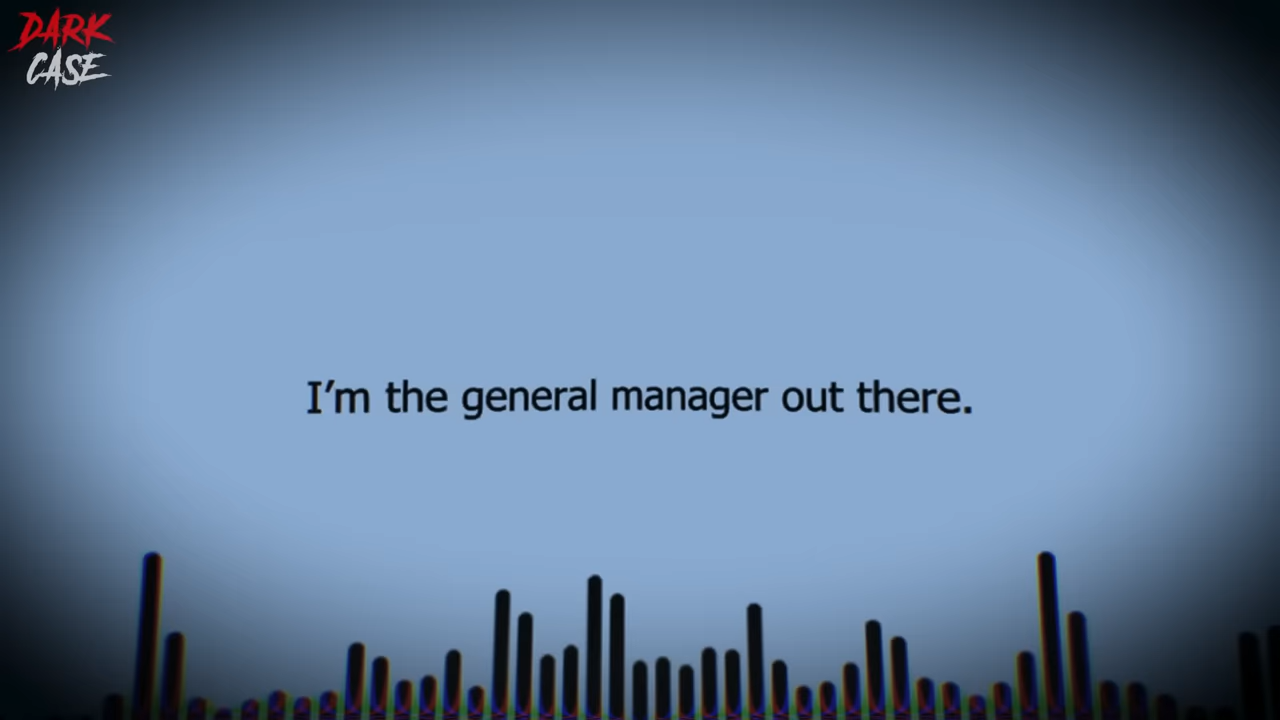 DARK
CASE
I’m the general manager out there.